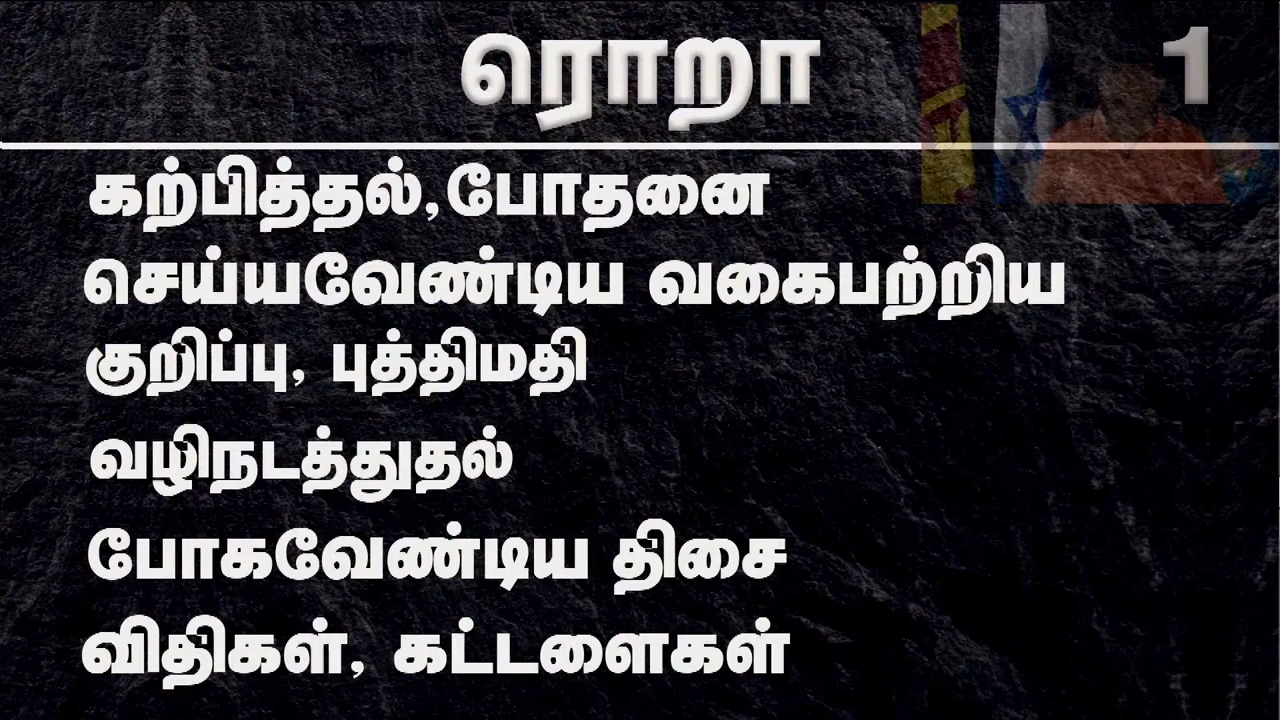 ரொறா
1
கற்பித்தல்,போதனை
செய்யவேண்டிய வகைபற்றிய
குறிப்பு, புத்திமதி
வழிநடத்துதல்
போகவேண்டிய திசை
விதிகள், கட்டளைகள்